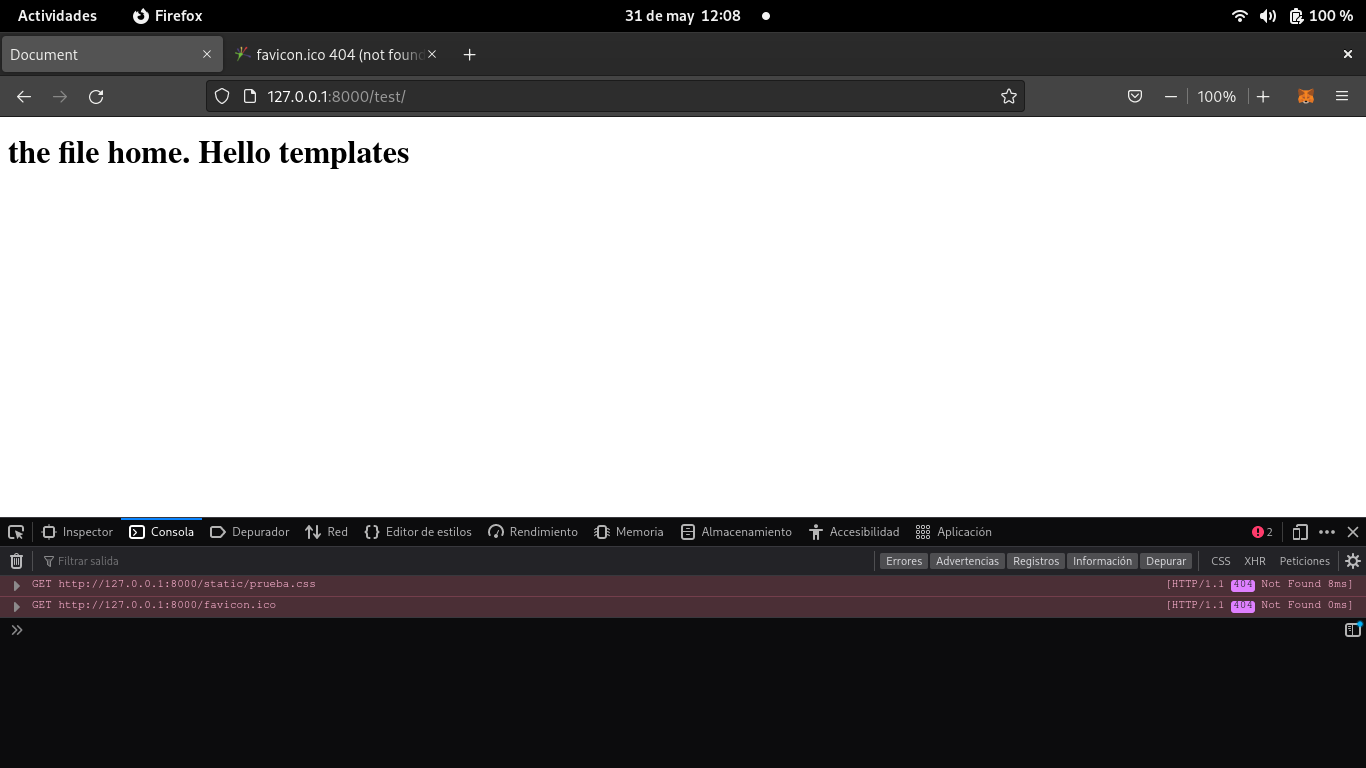 Actividades Firefox 31 de may 12:08 100 %
Document favicon.ico 404 (not foun
127.0.0.1:8000/test/ 100%
the file home. Hello templates
Inspector Consola Depurador Red Editor de estilos Rendimiento Memoria Almacenamiento Accesibilidad Aplicación 2
Filtrar salida Errores Advertencias Registros Información Depurar CSS XHR Peticiones
GET http://127.0.0.1:8000/static/prueba.css [HTTP/1.1 404 Not Found 8ms]
GET http://127.0.0.1:8000/favicon.ico [HTTP/1.1 404 Not Found 0ms]